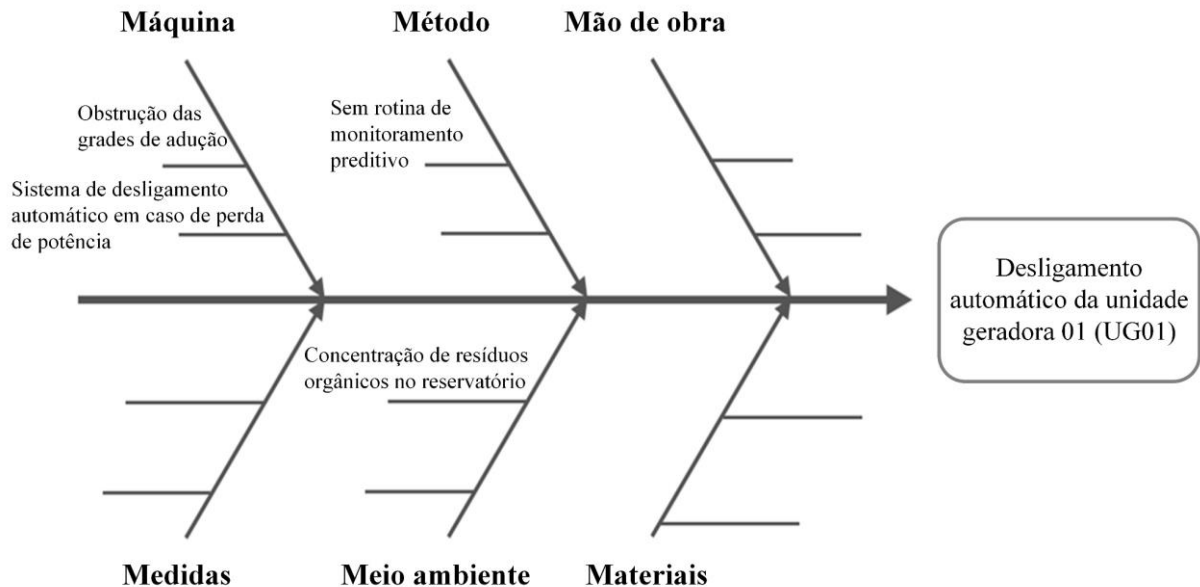 Máquina
Método
Mão de obra
Obstrução das
grades de adução
Sistema de desligamento
automático em caso de perda
de potência
Sem rotina de
monitoramento
preditivo
Desligamento
automático da unidade
geradora 01 (UG01)
Concentração de resíduos
orgânicos no reservatório
Medidas
Meio ambiente
Materiais